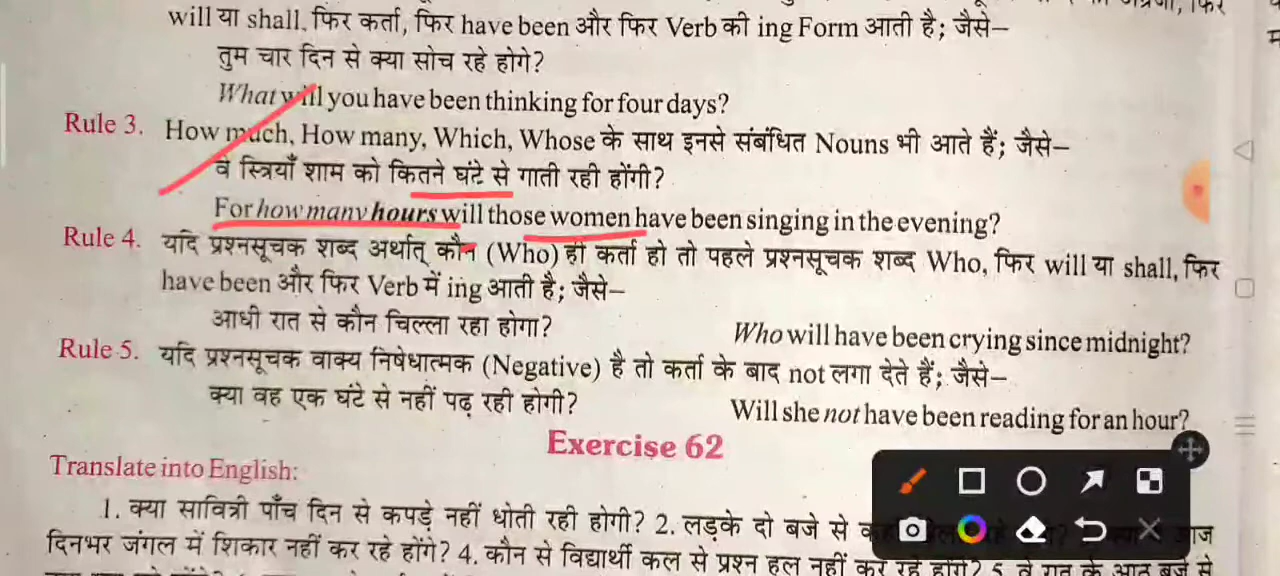 will या shall, फिर कर्ता, फिर have been और फिर Verb की ing Form आती है; जैसे–
तुम चार दिन से क्या सोच रहे होगे?
What will you have been thinking for four days?
Rule 3. How much, How many, Which, Whose के साथ इनसे संबंधित Nouns भी आते हैं; जैसे–
वे स्त्रियाँ शाम को कितने घंटे से गाती रही होंगी?
For how many hours will those women have been singing in the evening?
Rule 4. यदि प्रश्नसूचक शब्द अर्थात् कौन (Who) ही कर्ता हो तो पहले प्रश्नसूचक शब्द Who, फिर will या shall, फिर
have been और फिर Verb में ing आती है; जैसे–
आधी रात से कौन चिल्ला रहा होगा? Who will have been crying since midnight?
Rule 5. यदि प्रश्नसूचक वाक्य निषेधात्मक (Negative) है तो कर्ता के बाद not लगा देते हैं; जैसे–
क्या वह एक घंटे से नहीं पढ़ रही होगी? Will she not have been reading for an hour?
Exercise 62
Translate into English:
1. क्या सावित्री पाँच दिन से कपड़े नहीं धोती रही होगी? 2. लड़के दो बजे से आज
दिनभर जंगल में शिकार नहीं कर रहे होंगे? 4. कौन से विद्यार्थी कल से प्रश्न हल नहीं कर रहे होंगे? 5. वे रात के आठ बजे से